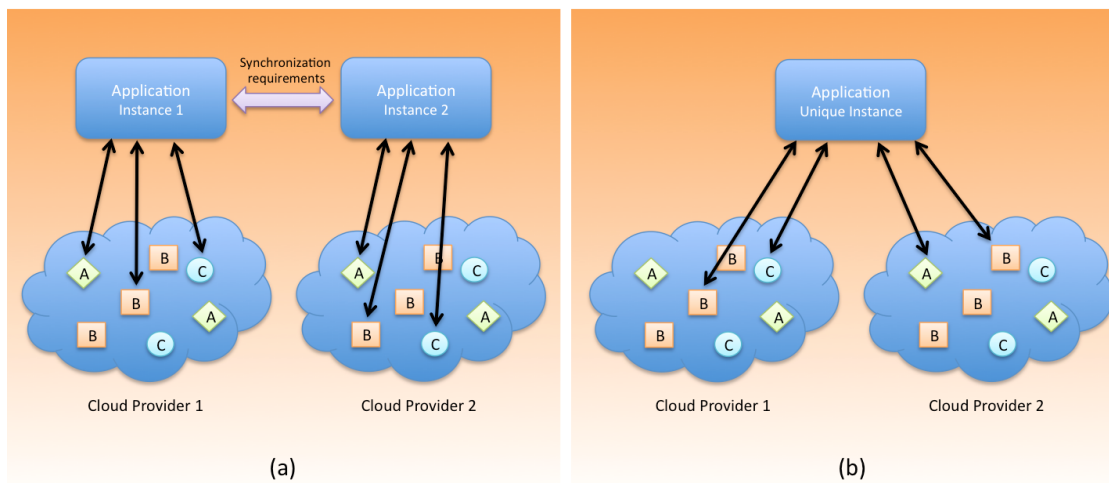 Synchronization
requirements
Application
Instance 1
Application
Instance 2
A
B
C
B
A
B
C
A
B
C
B
A
B
C
Cloud Provider 1
Cloud Provider 2
(a)
Application
Unique Instance
A
B
C
B
A
B
C
A
B
C
B
A
B
C
Cloud Provider 1
Cloud Provider 2
(b)